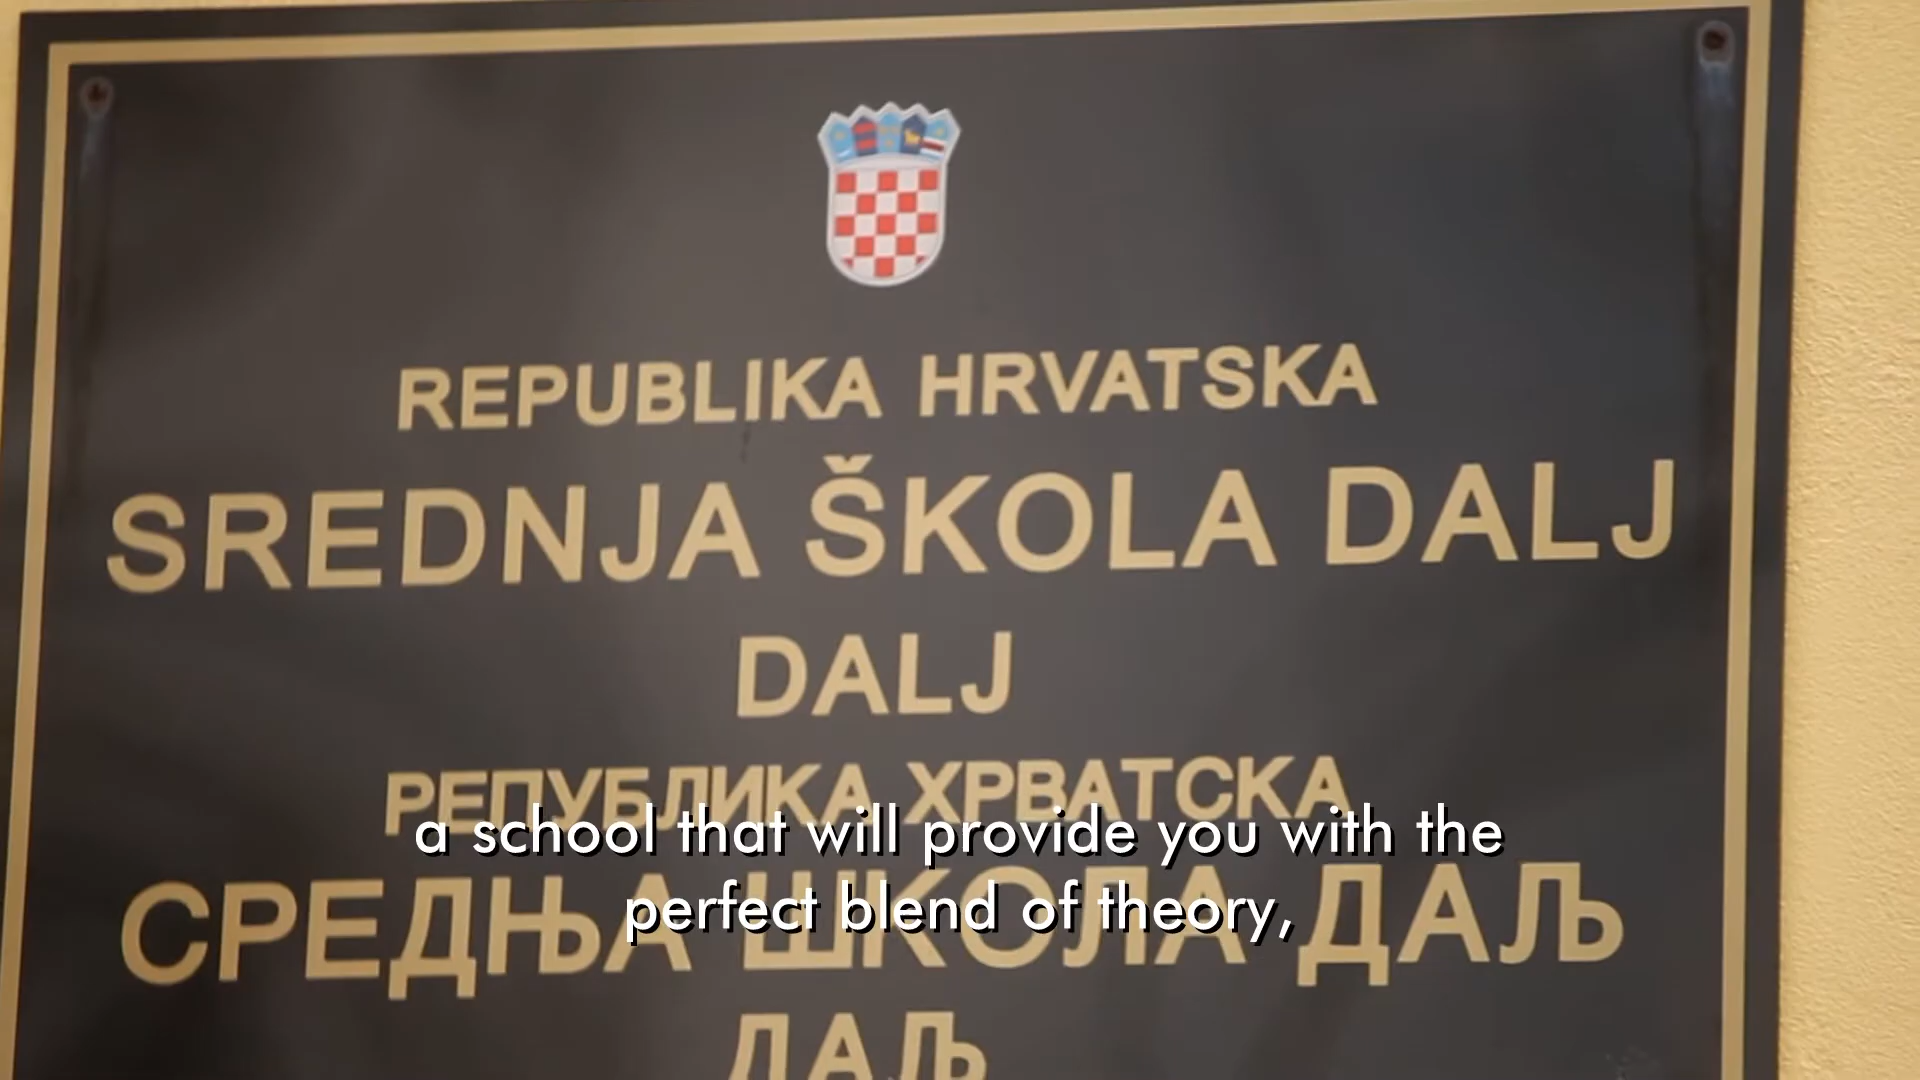 REPUBLIKA HRVATSKA
SREDNJA ŠKOLA DALJ
DALJ
РЕПУБЛИКА ХРВАТСКА
a school that will provide you with the
СРЕДЊА ШКОЛА ДАЉ
perfect blend of theory,
ДАЉ